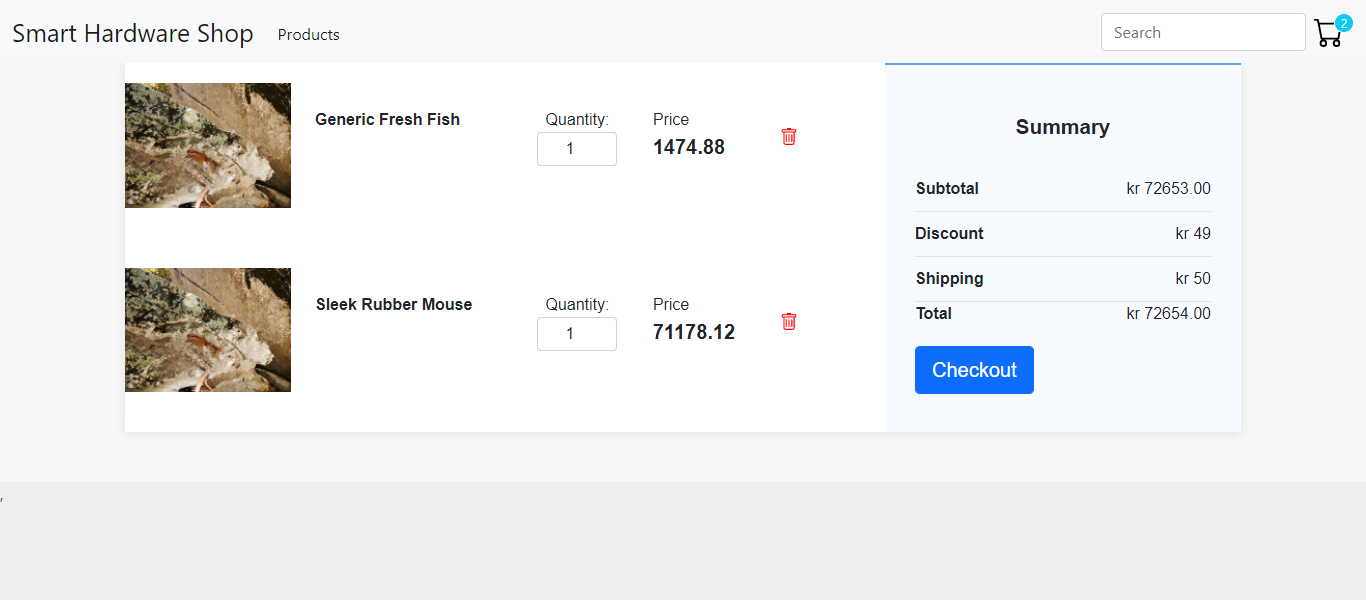 Smart Hardware Shop
Products
Search
2
Generic Fresh Fish
Quantity:
1
Price
1474.88
Sleek Rubber Mouse
Quantity:
1
Price
71178.12
Summary
Subtotal kr 72653.00
Discount kr 49
Shipping kr 50
Total kr 72654.00
Checkout
,